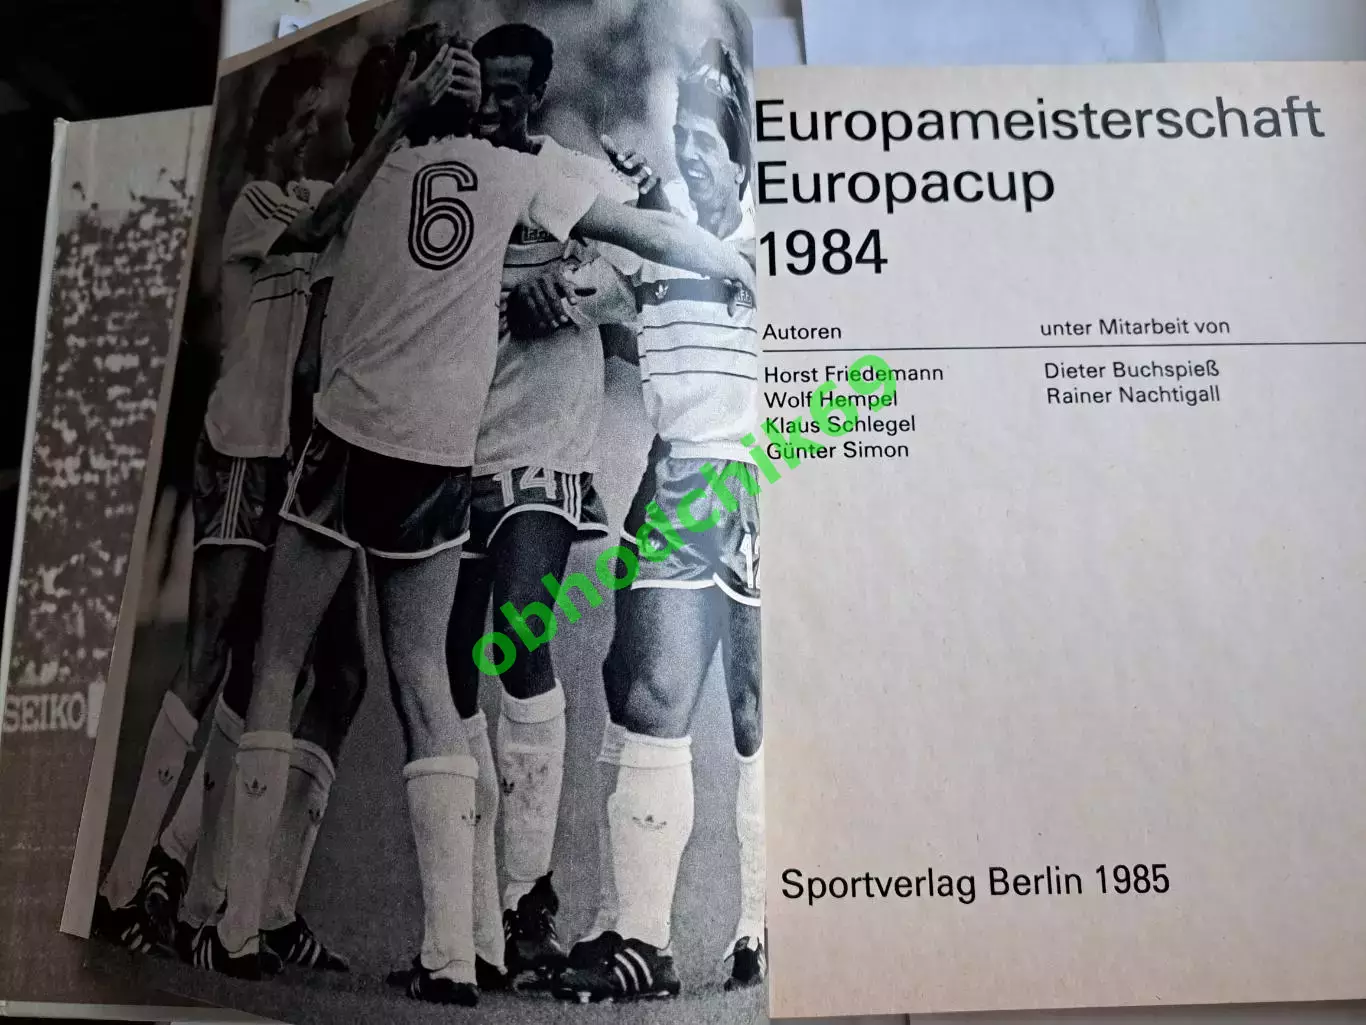 Europameisterschaft
Europacup
1984
Autoren
unter Mitarbeit von
Horst Friedemann
Wolf Hempel
Klaus Schlegel
Günter Simon
Dieter Buchspieß
Rainer Nachtigall
Sportverlag Berlin 1985
6
14
12
SEIKO
obhodchik69